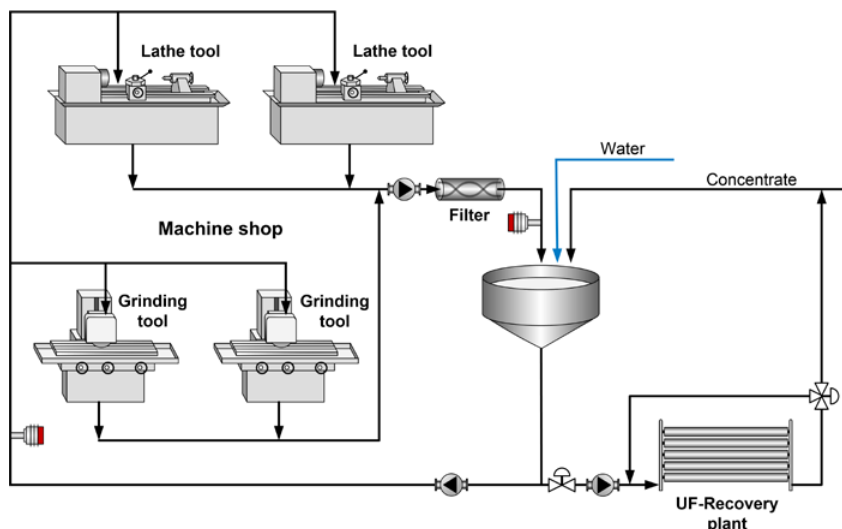 Lathe tool
Lathe tool
Water
Concentrate
Filter
Machine shop
Grinding
tool
Grinding
tool
UF-Recovery
plant